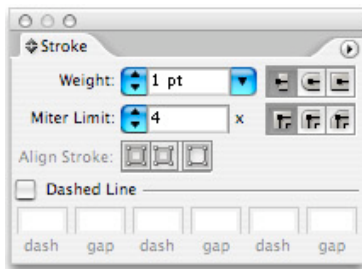 Stroke
Weight: 1 pt
Miter Limit: 4 x
Align Stroke:
Dashed Line
dash gap dash gap dash gap